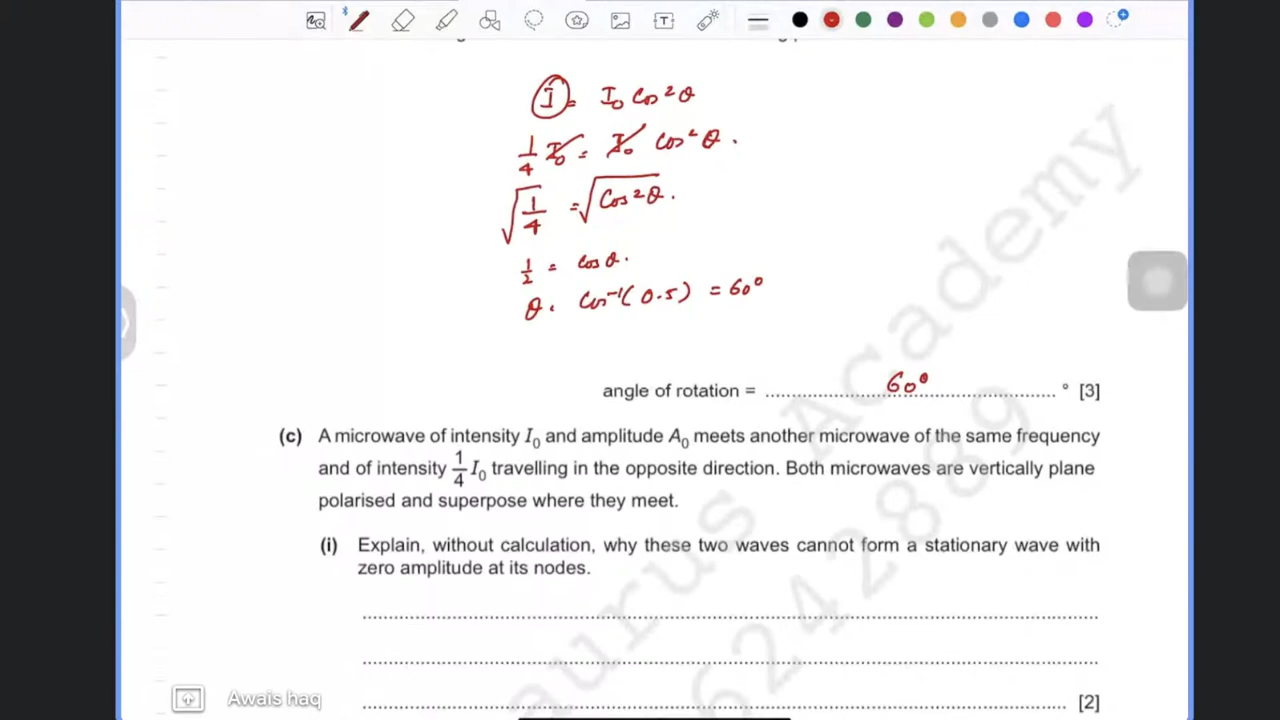 I = I₀ cos²θ
1/4 I₀ = I₀ cos²θ.
√1/4 = √cos²θ.
1/2 = cosθ.
θ = cos⁻¹(0.5) = 60°
angle of rotation = .................... 60° .................... ° [3]
(c) A microwave of intensity I₀ and amplitude A₀ meets another microwave of the same frequency
and of intensity 1/4 I₀ travelling in the opposite direction. Both microwaves are vertically plane
polarised and superpose where they meet.
(i) Explain, without calculation, why these two waves cannot form a stationary wave with
zero amplitude at its nodes.
[2]
Awais haq
aurus Academy
6242889